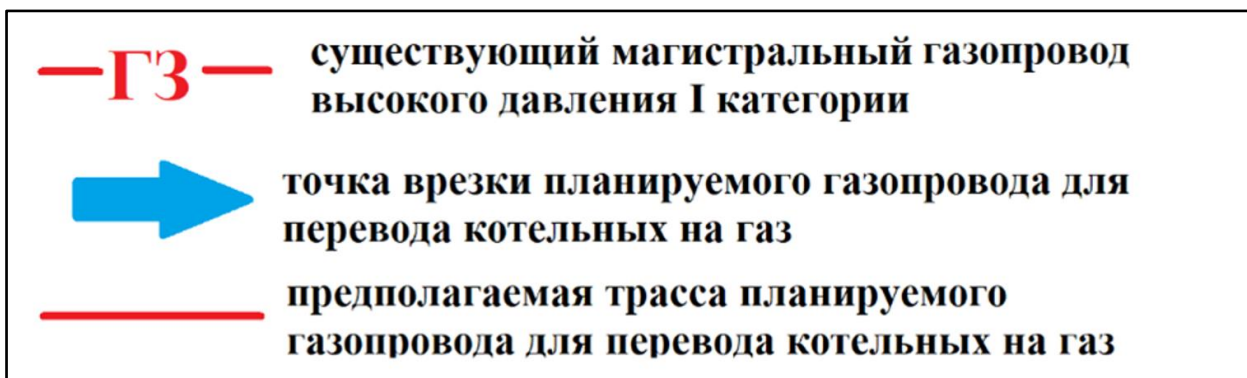 ГЗ
существующий магистральный газопровод
высокого давления I категории
точка врезки планируемого газопровода для
перевода котельных на газ
предполагаемая трасса планируемого
газопровода для перевода котельных на газ